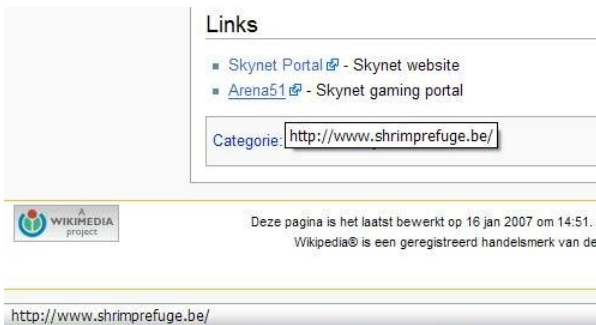 Links
Skynet Portal - Skynet website
Arena51 - Skynet gaming portal
Categorie:
http://www.shrimprefuge.be/
A
WIKIMEDIA
project
Deze pagina is het laatst bewerkt op 16 jan 2007 om 14:51.
Wikipedia® is een geregistreerd handelsmerk van de
http://www.shrimprefuge.be/